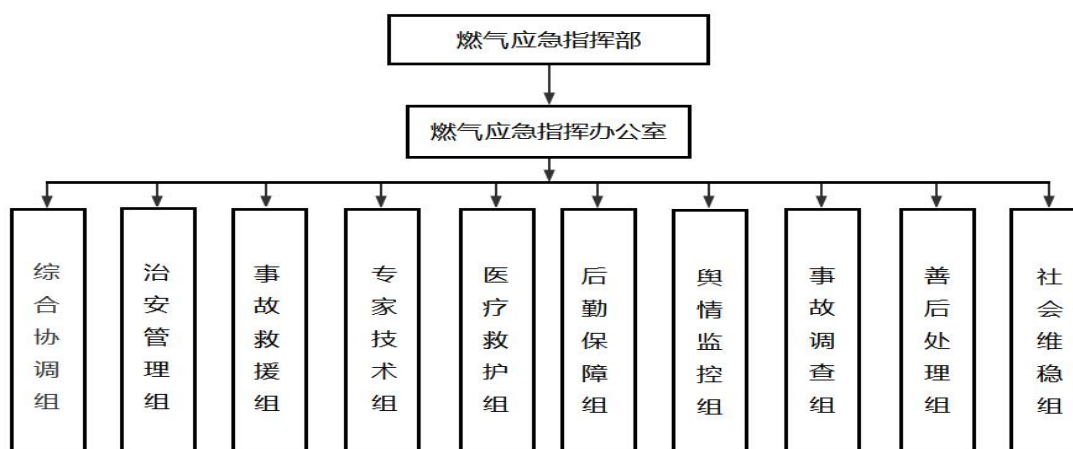 燃气应急指挥部
燃气应急指挥办公室
综合协调组
治安管理组
事故救援组
专家技术组
医疗救护组
后勤保障组
舆情监控组
事故调查组
善后处理组
社会维稳组